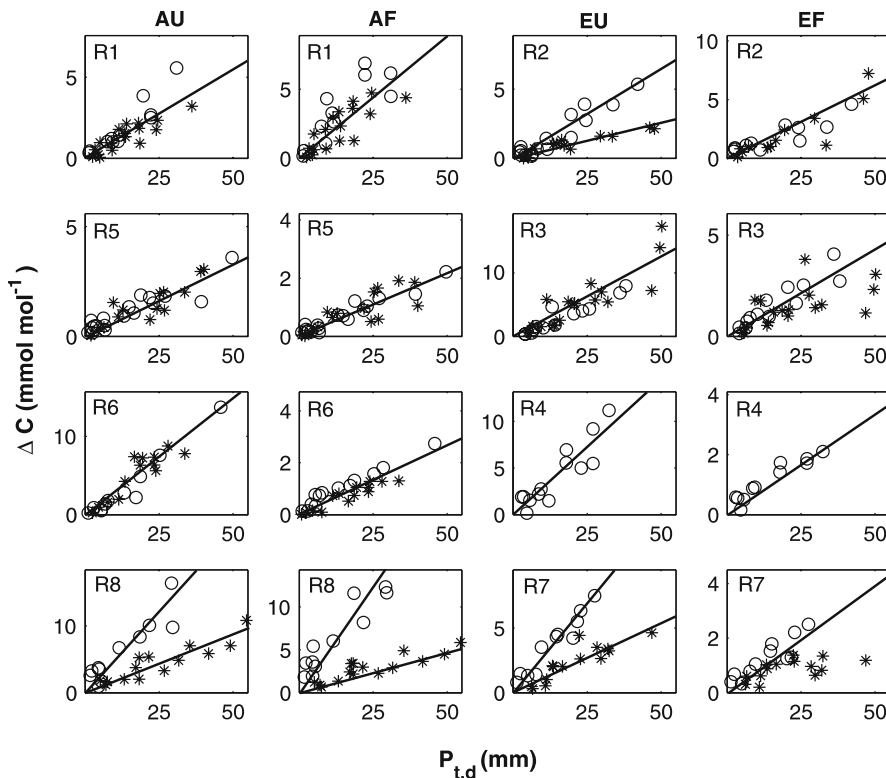 AU AF EU EF
R1 R1 R2 R2
5 5 5 10 5
0 0 0 0
25 50 25 50 25 50 25 50
R5 R5 R3 R3
5 4 2 10 5
0 0 0 0
25 50 25 50 25 50 25 50
Δ C (mmol mol⁻¹)
R6 R6 R4 R4
10 4 2 10 4 2
0 0 0 0
25 50 25 50 25 50 25 50
R8 R8 R7 R7
10 10 5 5 4 2
0 0 0 0
25 50 25 50 25 50 25 50
P_t,d (mm)